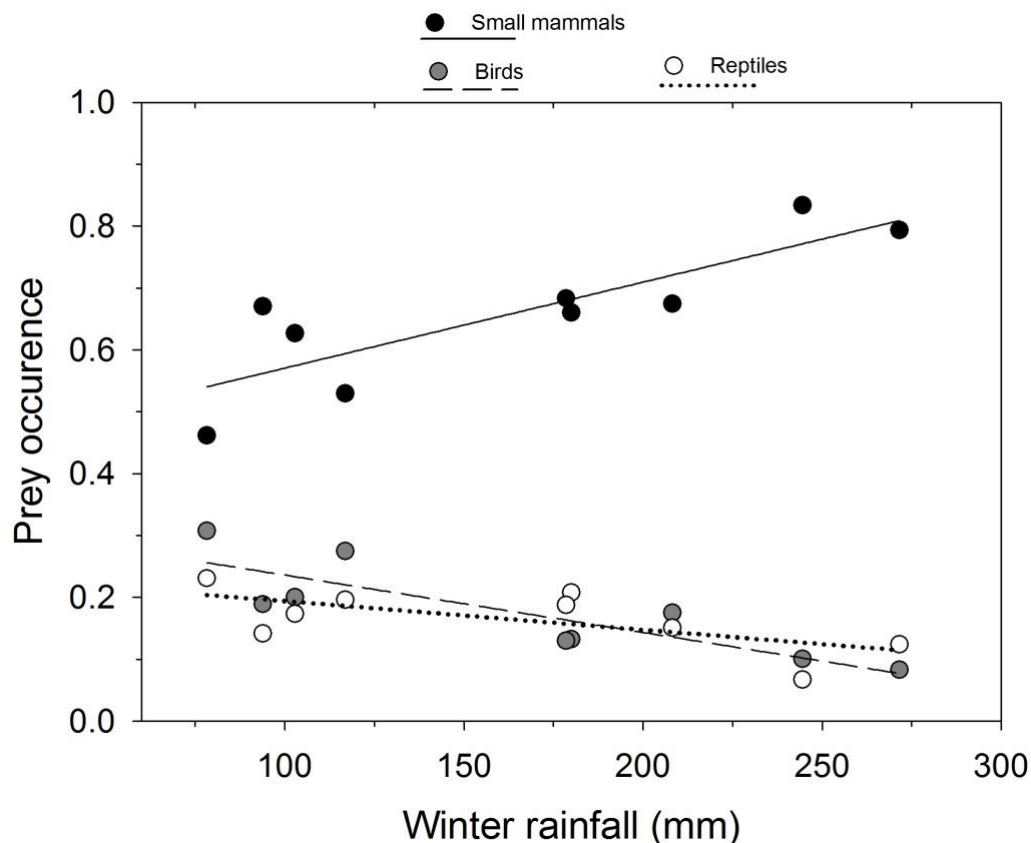 Small mammals
Birds
Reptiles
1.0
0.8
0.6
0.4
0.2
0.0
Prey occurence
100 150 200 250 300
Winter rainfall (mm)